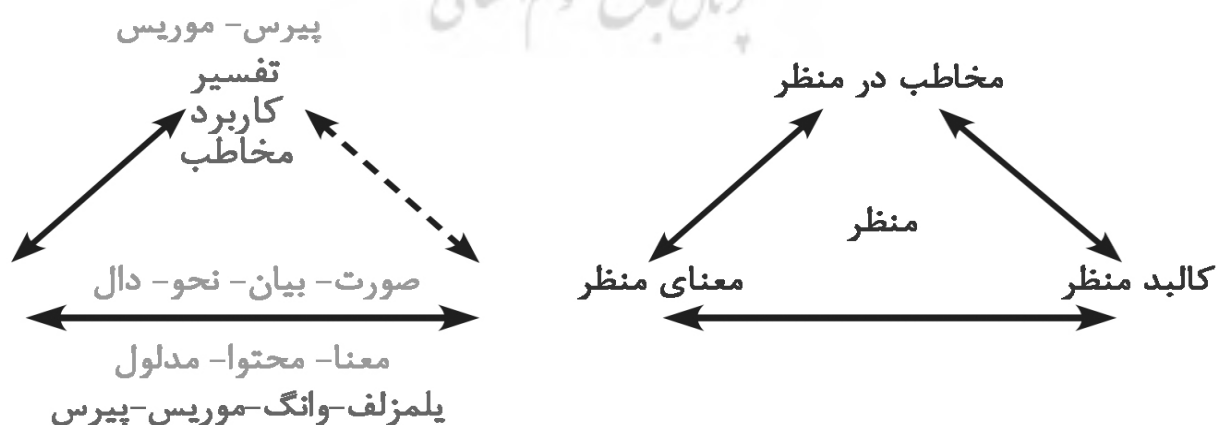 پیرس- موریس
تفسیر
کاربرد
مخاطب
صورت- بیان- نحو- دال
معنا- محتوا- مدلول
یلمزلف-وانگ-موریس-پیرس
مخاطب در منظر
منظر
معنای منظر
کالبد منظر